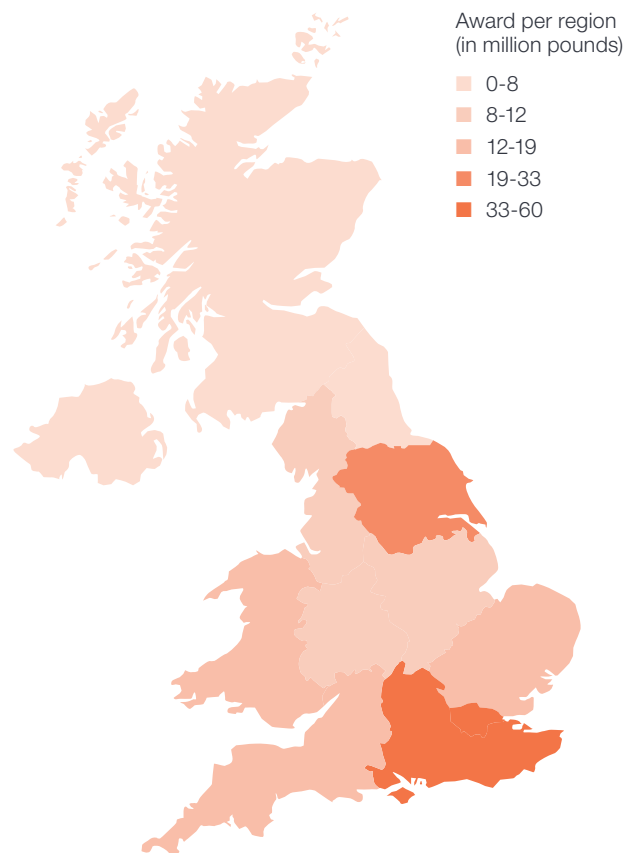 Award per region
(in million pounds)
0-8
8-12
12-19
19-33
33-60